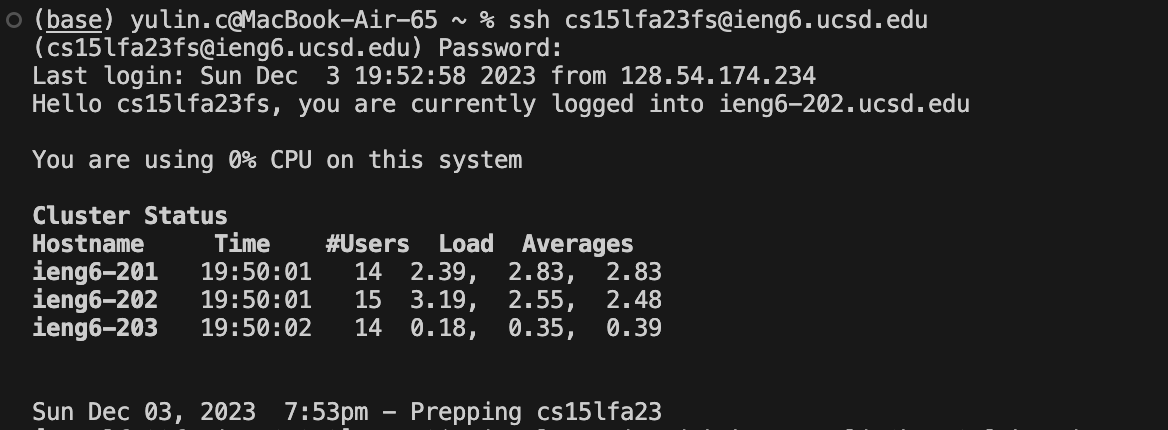 (base) yulin.c@MacBook-Air-65 ~ % ssh cs15lfa23fs@ieng6.ucsd.edu
(cs15lfa23fs@ieng6.ucsd.edu) Password:
Last login: Sun Dec  3 19:52:58 2023 from 128.54.174.234
Hello cs15lfa23fs, you are currently logged into ieng6-202.ucsd.edu
You are using 0% CPU on this system
Cluster Status
Hostname     Time    #Users  Load  Averages
ieng6-201   19:50:01   14  2.39,  2.83,  2.83
ieng6-202   19:50:01   15  3.19,  2.55,  2.48
ieng6-203   19:50:02   14  0.18,  0.35,  0.39
Sun Dec 03, 2023  7:53pm - Prepping cs15lfa23